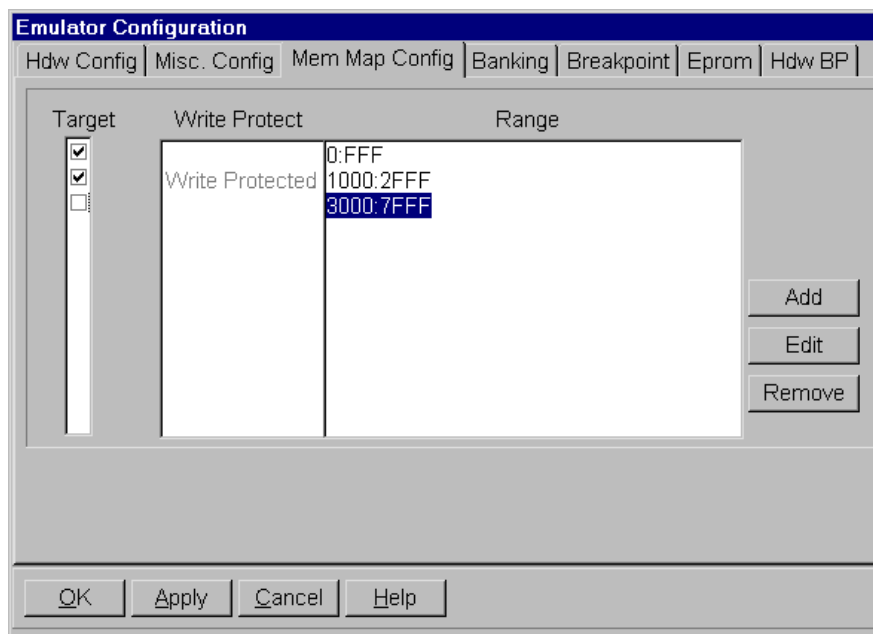 Emulator Configuration
Hdw Config Misc. Config Mem Map Config Banking Breakpoint Eprom Hdw BP
Target Write Protect Range
0:FFF
Write Protected 1000:2FFF
3000:7FFF
Add
Edit
Remove
OK Apply Cancel Help